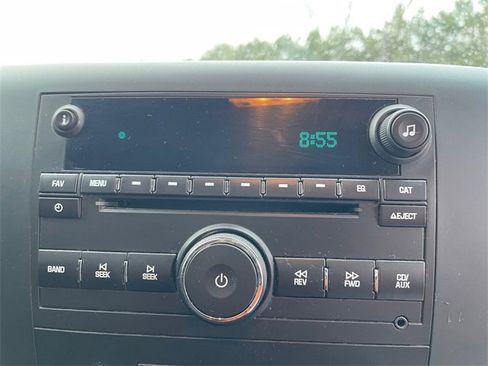 8:55
FAV MENU EQ CAT
EJECT
BAND SEEK SEEK REV FWD CD/
AUX